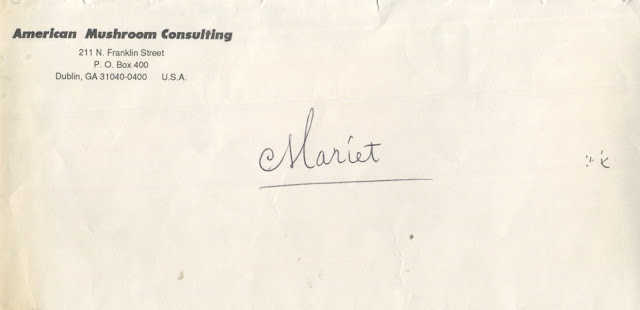 American Mushroom Consulting
211 N. Franklin Street
P. O. Box 400
Dublin, GA 31040-0400 U.S.A.
Mariet